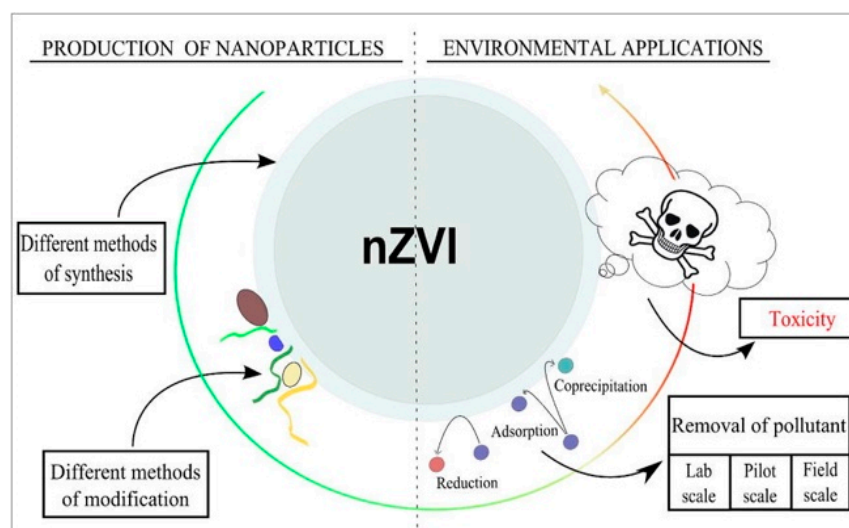 PRODUCTION OF NANOPARTICLES
ENVIRONMENTAL APPLICATIONS
nZVI
Different methods
of synthesis
Different methods
of modification
Toxicity
Coprecipitation
Adsorption
Reduction
Removal of pollutant
Lab
scale
Pilot
scale
Field
scale